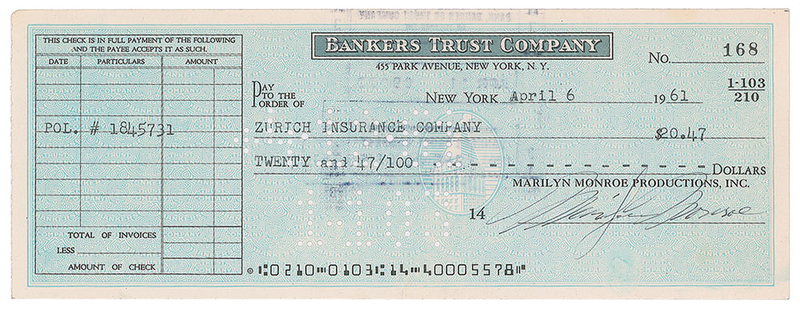 THIS CHECK IS IN FULL PAYMENT OF THE FOLLOWING
AND THE PAYEE ACCEPTS IT AS SUCH.
DATE PARTICULARS AMOUNT
POL. # 1845731
TOTAL OF INVOICES
LESS
AMOUNT OF CHECK
BANKERS TRUST COMPANY
455 PARK AVENUE, NEW YORK, N. Y.
No. 168
1-103
210
PAY
TO THE
ORDER OF
NEW YORK April 6 1961
ZURICH INSURANCE COMPANY $20.47
TWENTY and 47/100 - - - - - - - - - - - - - - - - DOLLARS
MARILYN MONROE PRODUCTIONS, INC.
14 Marilyn Monroe
⑆0210⑉0103⑆14⑉40005578⑈